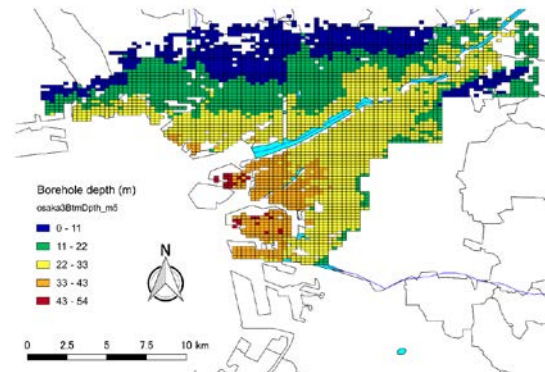 Borehole depth (m)
osaka3BtmDpth_m5
0 - 11
11 - 22
22 - 33
33 - 43
43 - 54
N
0 2.5 5 7.5 10 km